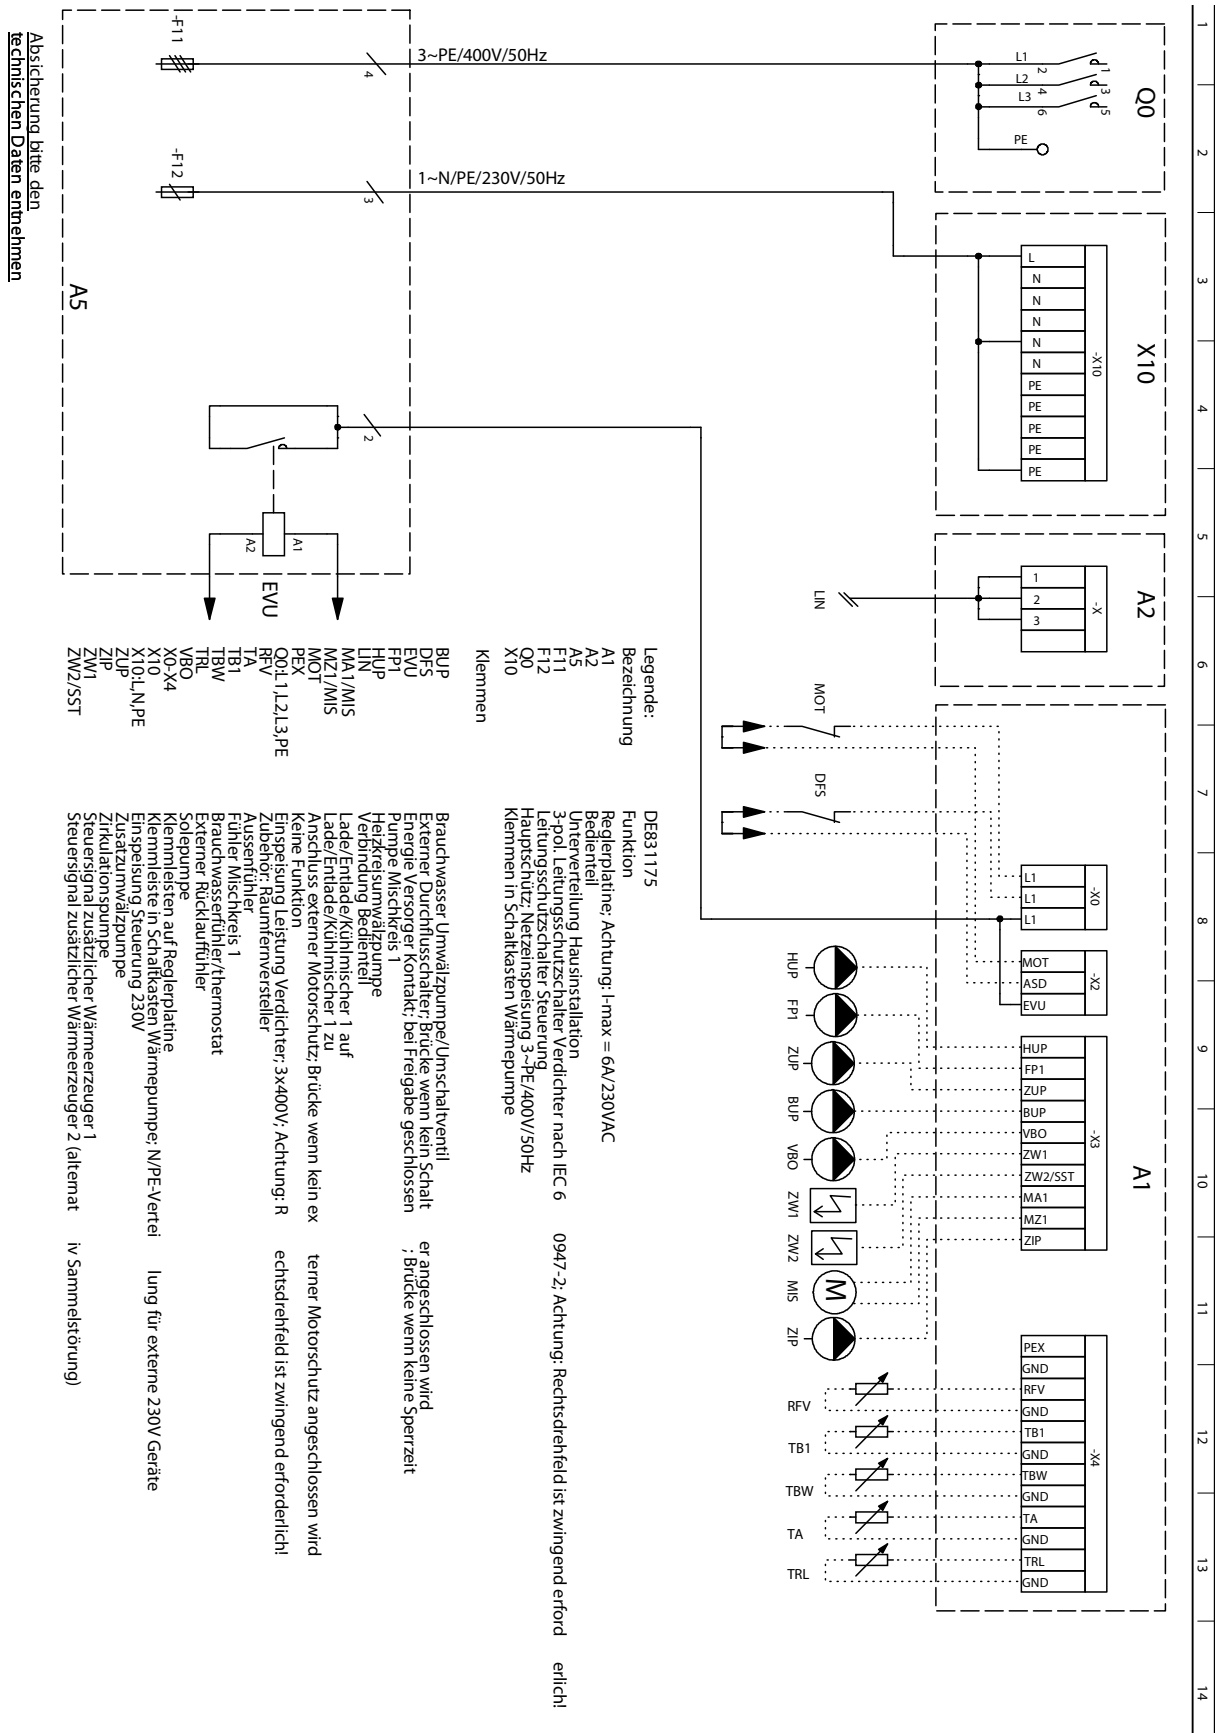 1
2
3
4
5
6
7
8
9
10
11
12
13
14
Q0
L1
L2
L3
PE
2
4
6
1
3
5
X10
-X10
L
N
N
N
N
N
PE
PE
PE
PE
PE
A2
-X
1
2
3
LIN
A1
-X0
L1
L1
L1
-X2
MOT
ASD
EVU
-X3
HUP
FP1
ZUP
BUP
VBO
ZW1
ZW2/SST
MA1
MZ1
ZIP
-X4
PEX
GND
RFV
GND
TB1
GND
TBW
GND
TA
GND
TRL
GND
MOT
DFS
HUP
FP1
ZUP
BUP
VBO
ZW1
ZW2
MIS
M
ZIP
RFV
TB1
TBW
TA
TRL
-F11
4
3~PE/400V/50Hz
-F12
3
1~N/PE/230V/50Hz
2
A5
A1
A2
EVU
Absicherung bitte den
technischen Daten entnehmen
Legende: DE831175
Bezeichnung Funktion
A1 Reglerplatine; Achtung: I-max = 6A/230VAC
A2 Bedienteil
A5 Unterverteilung Hausinstallation
F11 3-pol. Leitungsschutzschalter Verdichter nach IEC 6 0947-2; Achtung: Rechtsdrehfeld ist zwingend erford erlich!
F12 Leitungsschutzschalter Steuerung
Q0 Hauptschütz; Netzeinspeisung 3~PE/400V/50Hz
X10 Klemmen in Schaltkasten Wärmepumpe
Klemmen
BUP Brauchwasser Umwälzpumpe/Umschaltventil
DFS Externer Durchflusschalter; Brücke wenn kein Schalt er angeschlossen wird
EVU Energie Versorger Kontakt; bei Freigabe geschlossen ; Brücke wenn keine Sperrzeit
FP1 Pumpe Mischkreis 1
HUP Heizkreisumwälzpumpe
LIN Verbindung Bedienteil
MA1/MIS Lade/Entlade/Kühlmischer 1 auf
MZ1/MIS Lade/Entlade/Kühlmischer 1 zu
MOT Anschluss externer Motorschutz; Brücke wenn kein ex terner Motorschutz angeschlossen wird
PEX Keine Funktion
Q0:L1,L2,L3,PE Einspeisung Leistung Verdichter; 3x400V; Achtung: R echtsdrehfeld ist zwingend erforderlich!
RFV Zubehör: Raumfernversteller
TA Aussenfühler
TB1 Fühler Mischkreis 1
TBW Brauchwasserfühler/thermostat
TRL Externer Rücklauffühler
VBO Solepumpe
X0-X4 Klemmleisten auf Reglerplatine
X10 Klemmleiste in Schaltkasten Wärmepumpe; N/PE-Vertei lung für externe 230V Geräte
X10:L,N,PE Einspeisung Steuerung 230V
ZUP Zusatzumwälzpumpe
ZIP Zirkulationspumpe
ZW1 Steuersignal zusätzlicher Wärmeerzeuger 1
ZW2/SST Steuersignal zusätzlicher Wärmeerzeuger 2 (alternat iv Sammelstörung)